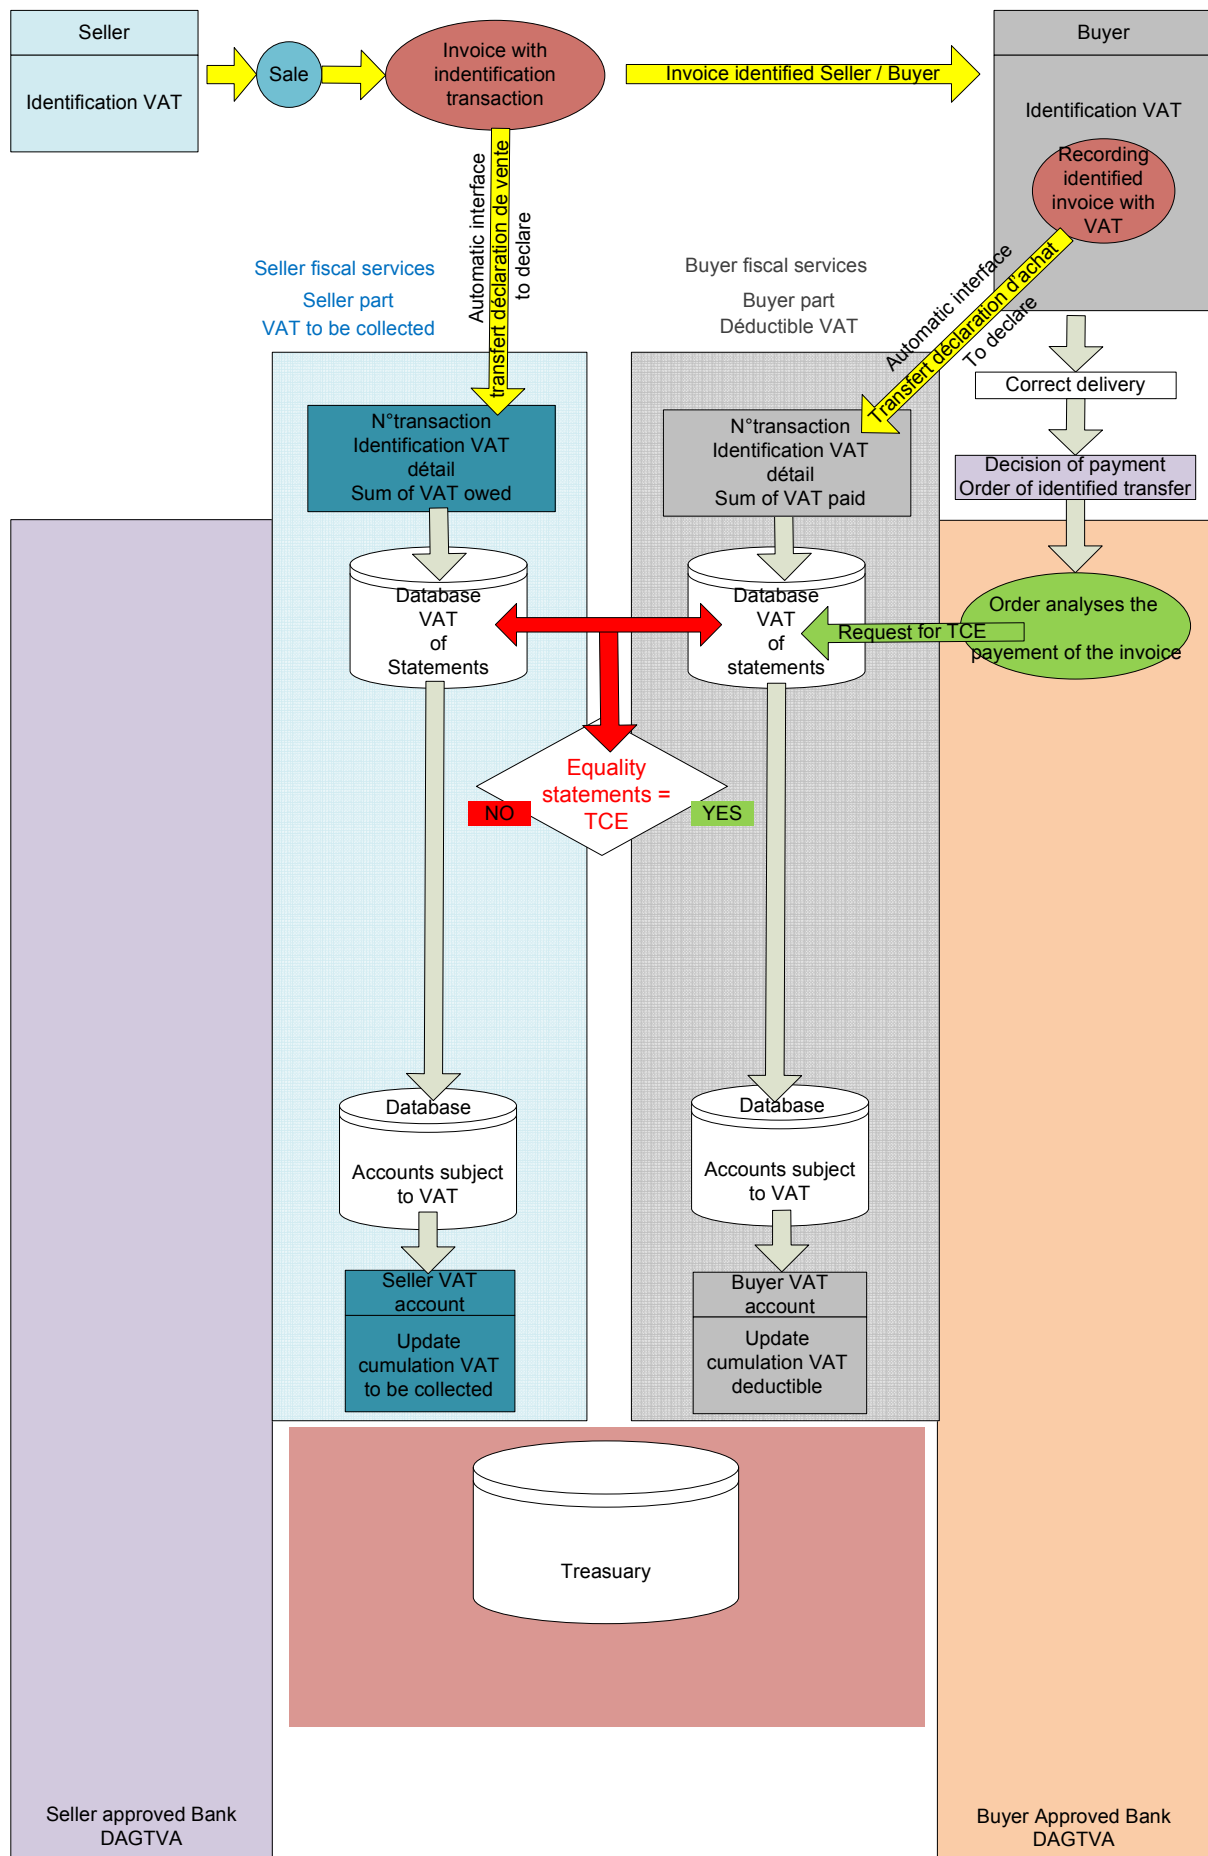 Seller
Identification VAT
Sale
Invoice with
indentification
transaction
Invoice identified Seller / Buyer
Buyer
Identification VAT
Recording
identified
invoice with
VAT
Automatic interface
transfert déclaration de vente
to declare
Seller fiscal services
Seller part
VAT to be collected
Buyer fiscal services
Buyer part
Déductible VAT
Automatic interface
Transfert déclaration d'achat
To declare
Correct delivery
Decision of payment
Order of identified transfer
N°transaction
Identification VAT
détail
Sum of VAT owed
N°transaction
Identification VAT
détail
Sum of VAT paid
Database
VAT
of
Statements
Database
VAT
of
statements
Request for TCE
Order analyses the
payement of the invoice
Equality
statements =
TCE
NO
YES
Database
Accounts subject
to VAT
Database
Accounts subject
to VAT
Seller VAT
account
Update
cumulation VAT
to be collected
Buyer VAT
account
Update
cumulation VAT
deductible
Treasuary
Seller approved Bank
DAGTVA
Buyer Approved Bank
DAGTVA